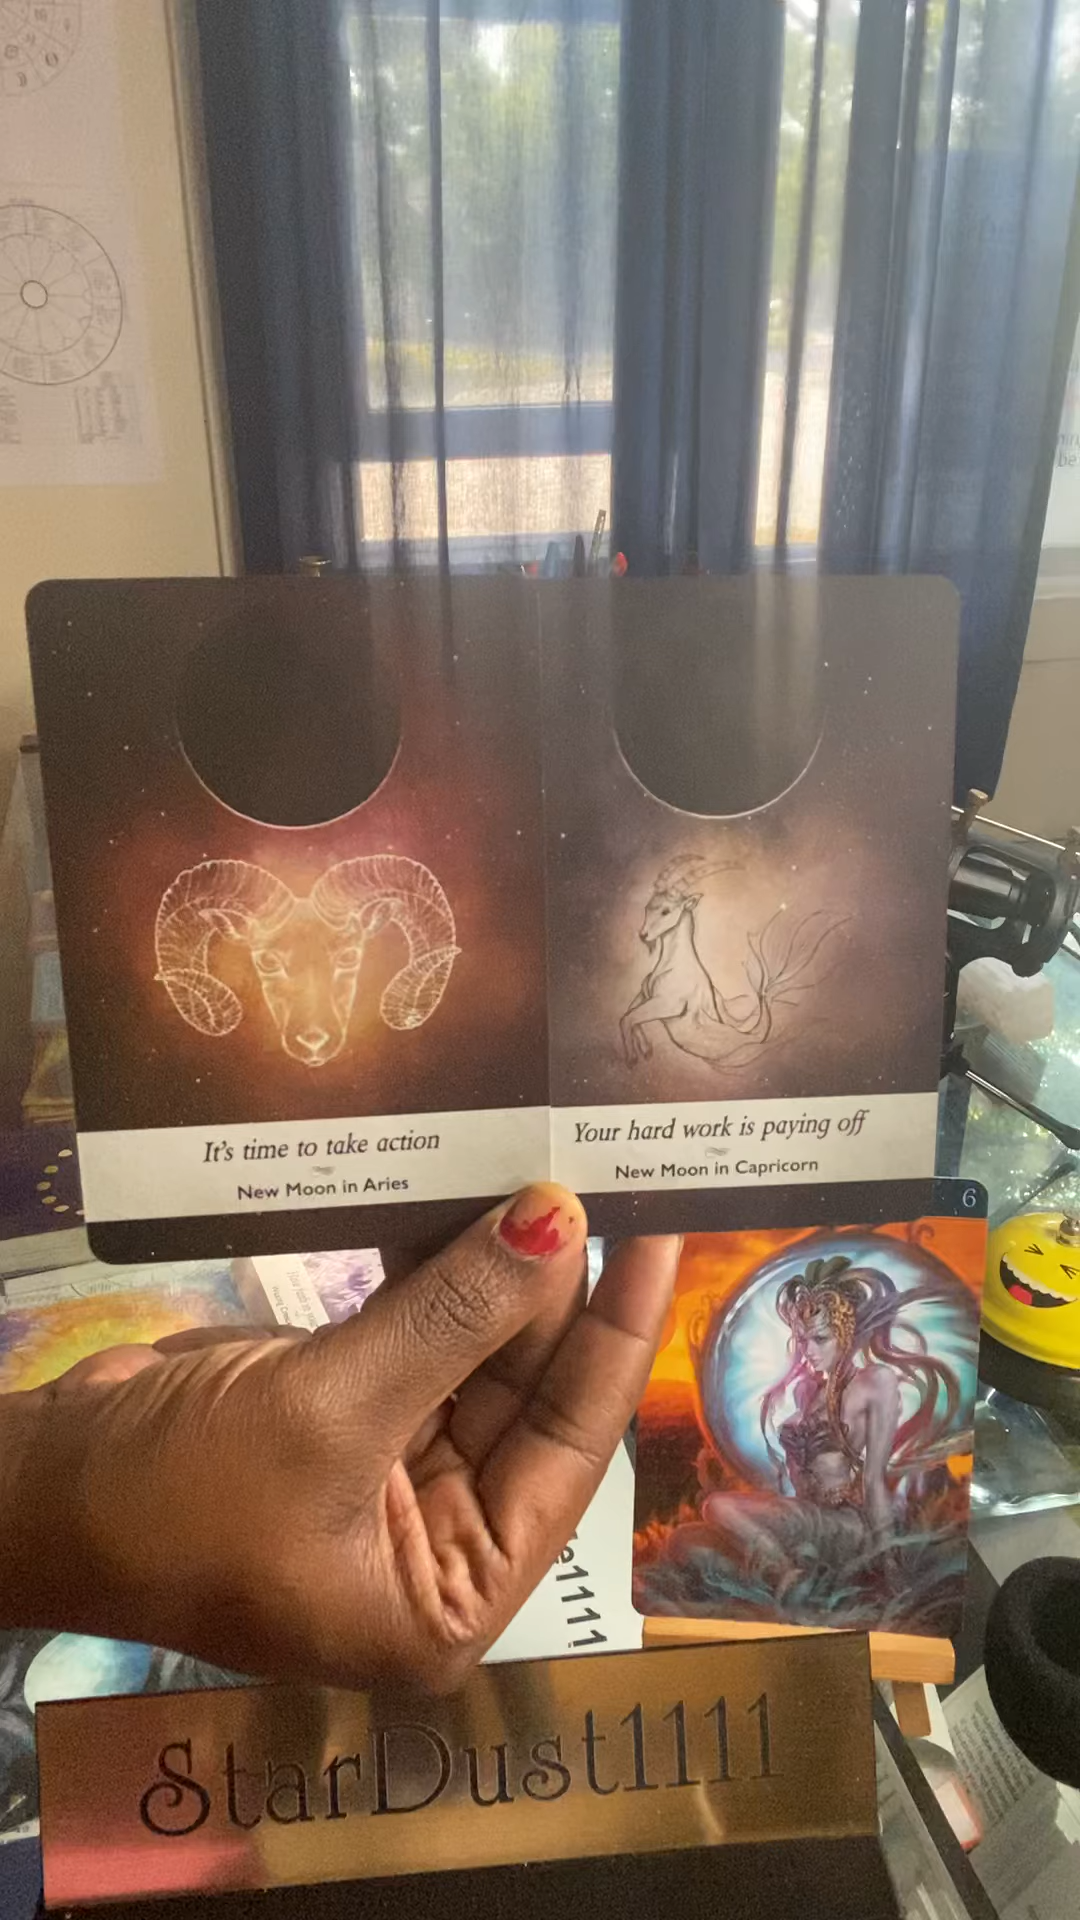 It's time to take action
New Moon in Aries
Your hard work is paying off
New Moon in Capricorn
6
e1111
StarDust1111